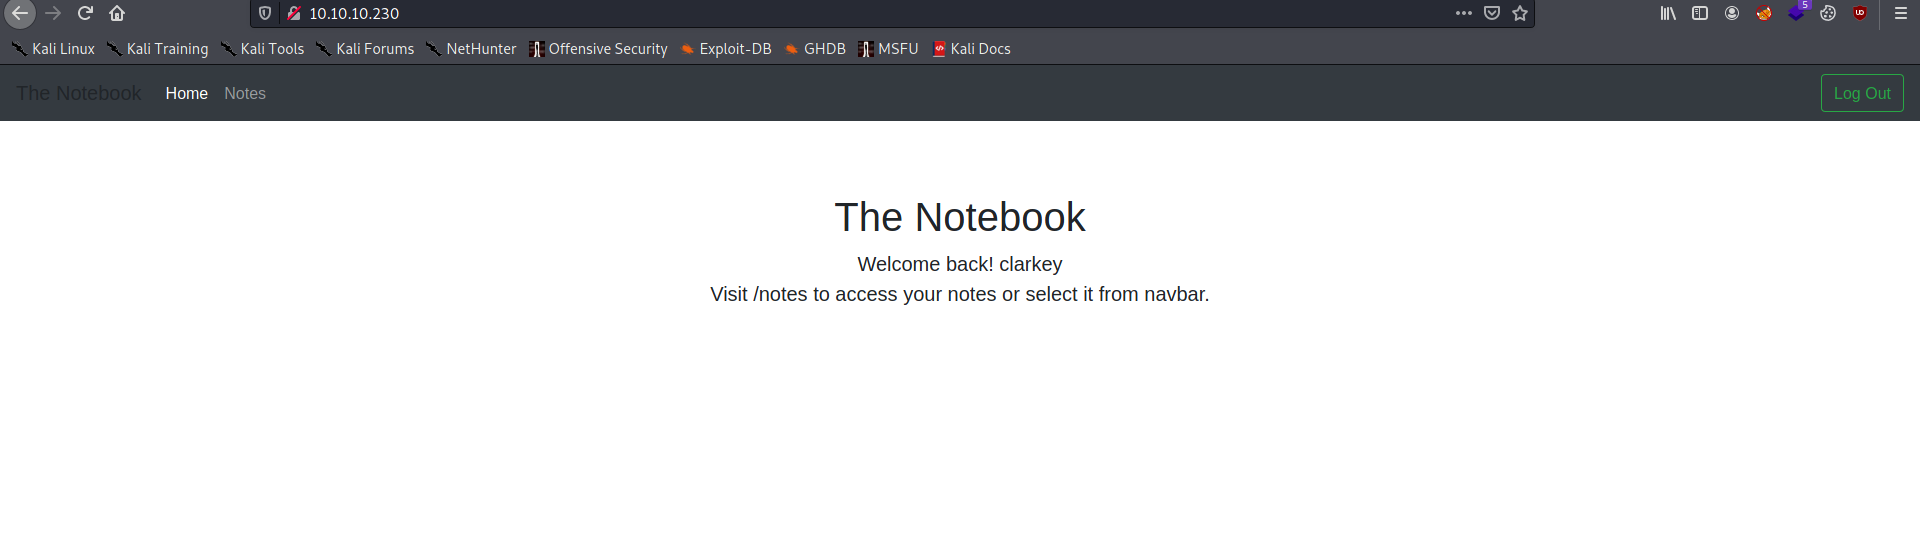 10.10.10.230
5
Kali Linux Kali Training Kali Tools Kali Forums NetHunter Offensive Security Exploit-DB GHDB MSFU Kali Docs
The Notebook Home Notes Log Out
The Notebook
Welcome back! clarkey
Visit /notes to access your notes or select it from navbar.